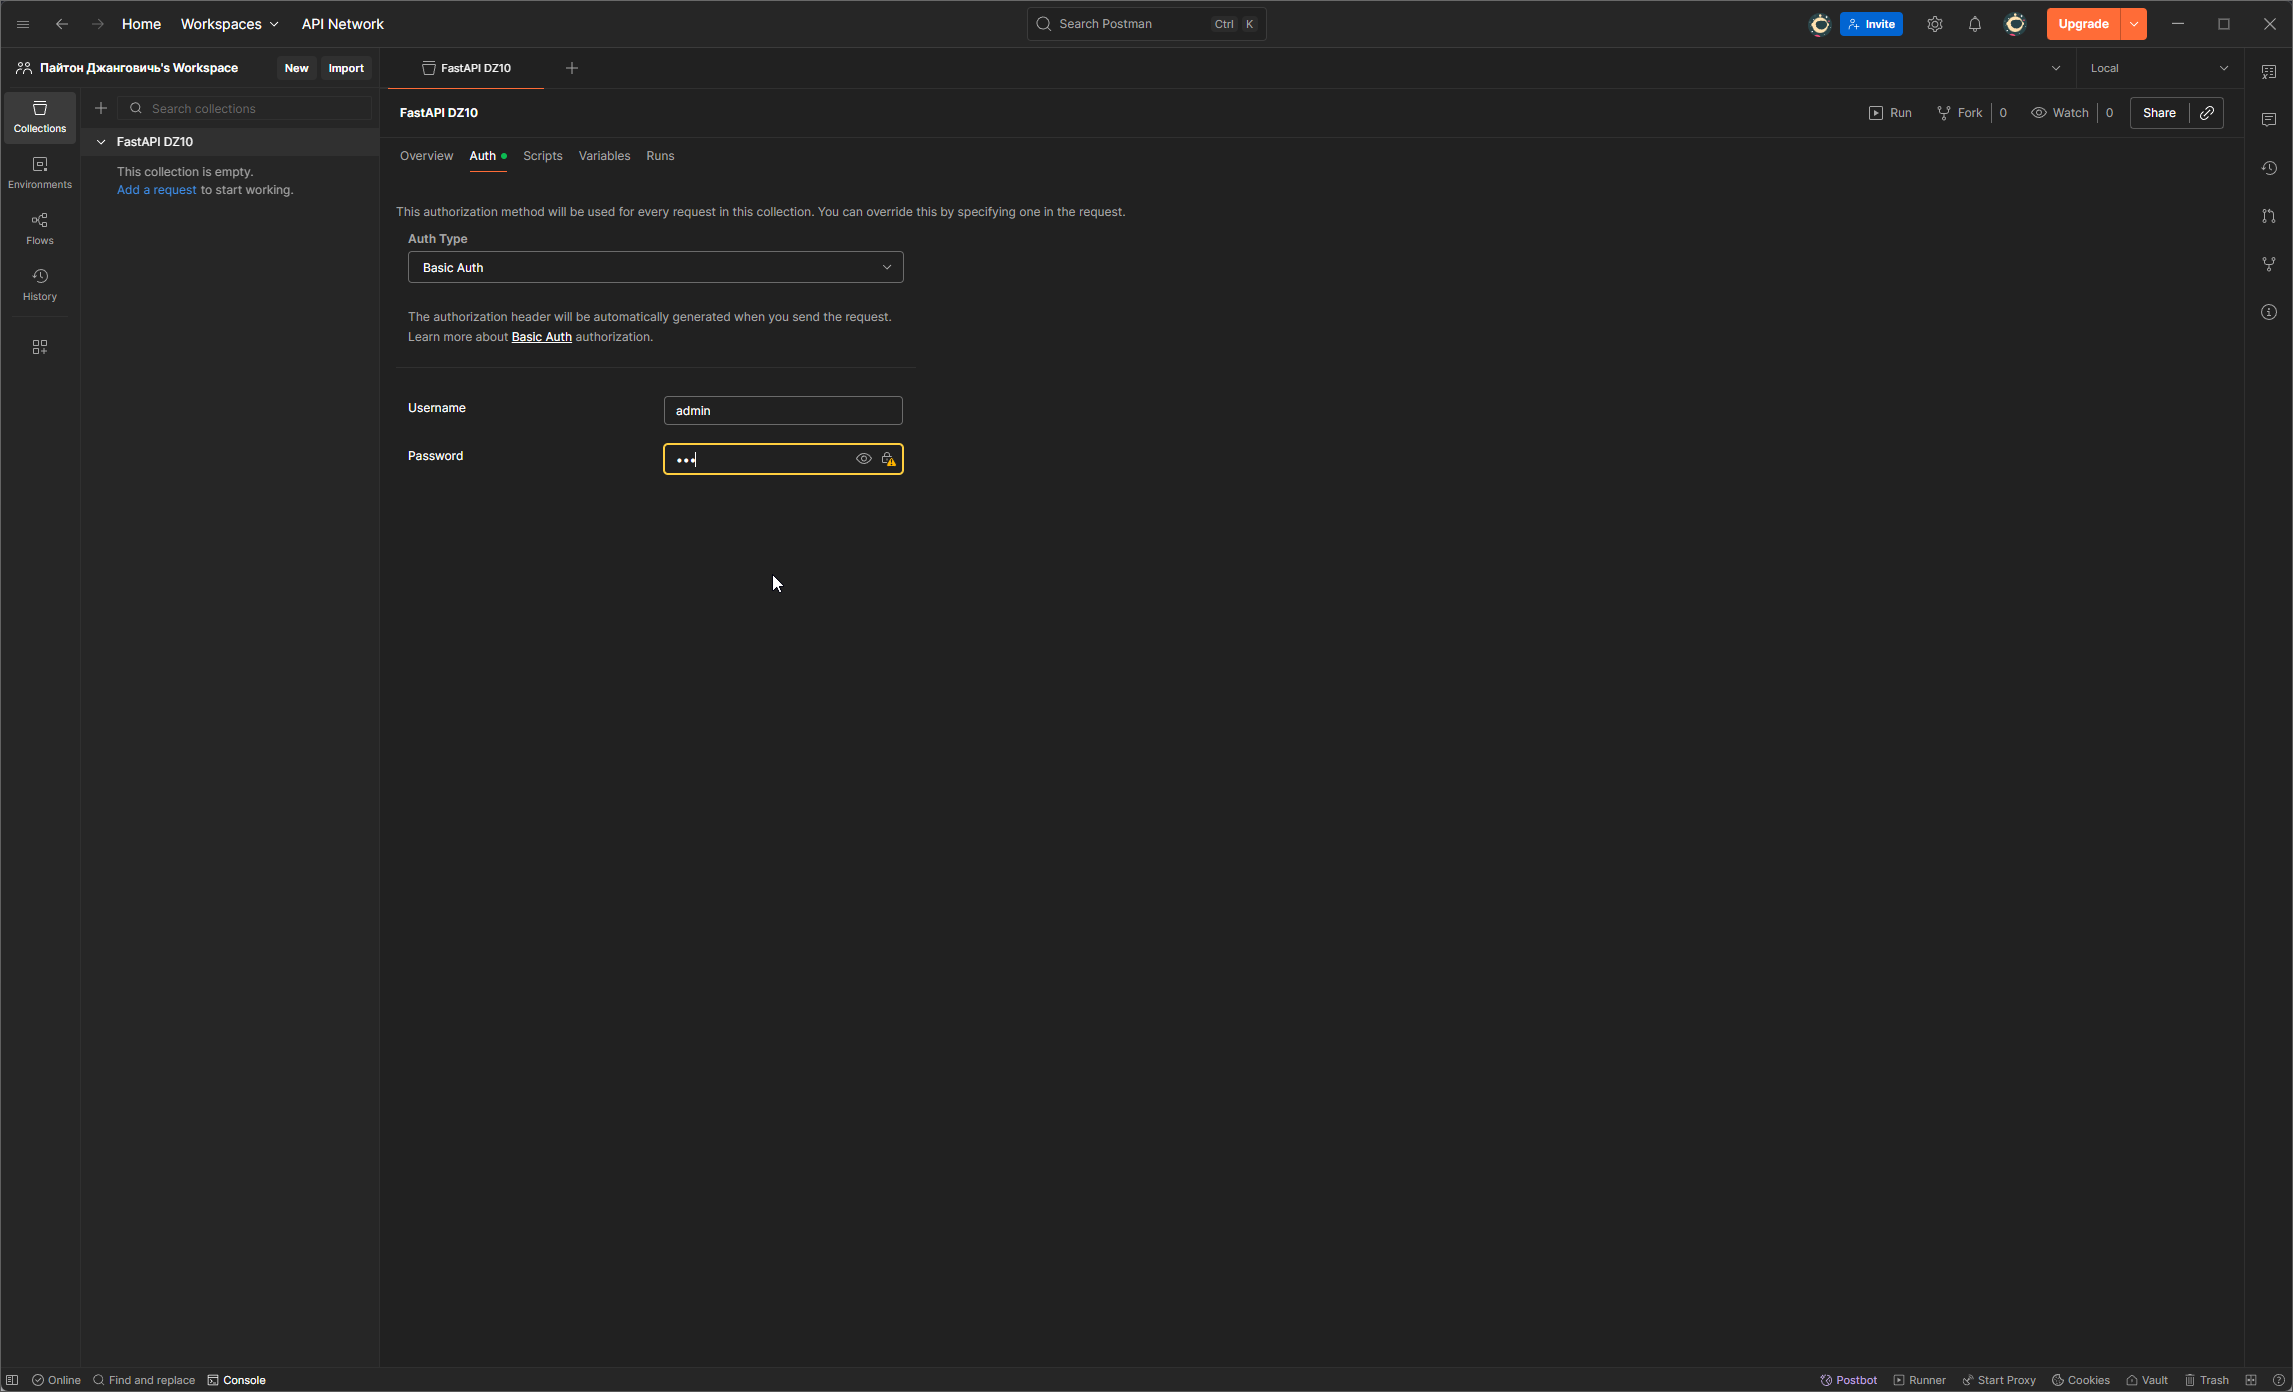 Home Workspaces API Network Search Postman Ctrl K Invite Upgrade
Пайтон Джанговичь's Workspace New Import FastAPI DZ10 Local
Collections
Environments
Flows
History
Search collections
FastAPI DZ10
This collection is empty.
Add a request to start working.
FastAPI DZ10 Run Fork 0 Watch 0 Share
Overview Auth Scripts Variables Runs
This authorization method will be used for every request in this collection. You can override this by specifying one in the request.
Auth Type
Basic Auth
The authorization header will be automatically generated when you send the request.
Learn more about Basic Auth authorization.
Username admin
Password •••
Online Find and replace Console Postbot Runner Start Proxy Cookies Vault Trash